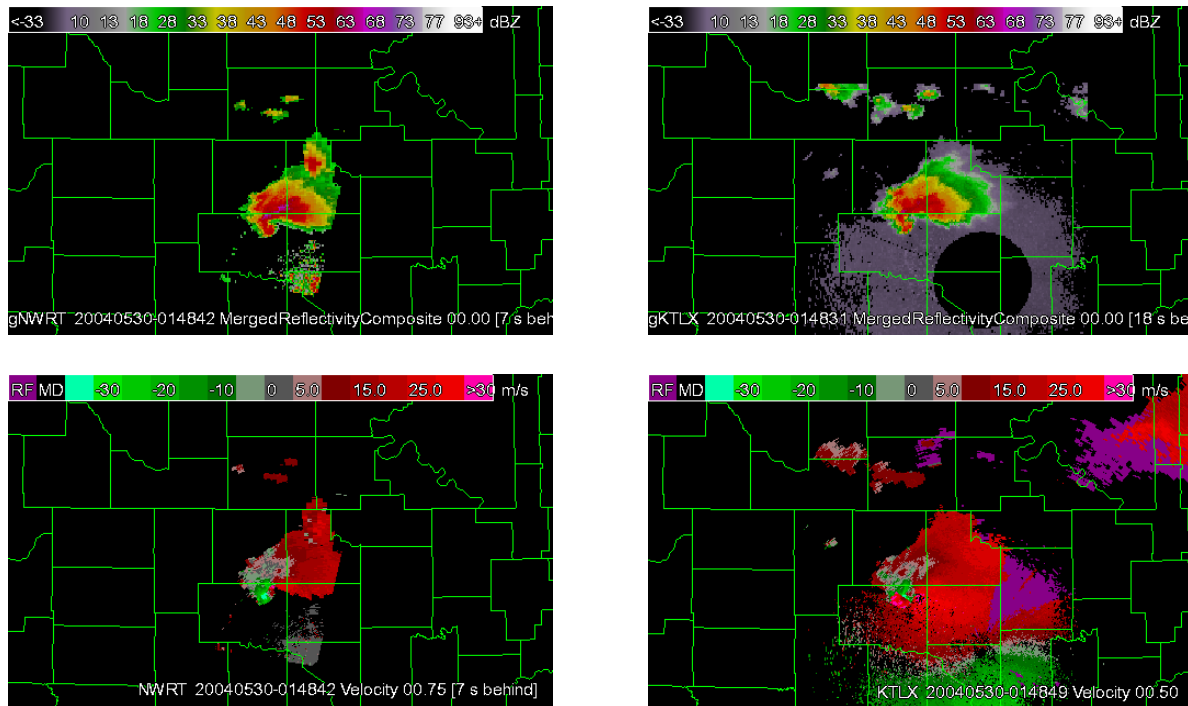 <-33 10 13 18 28 33 38 43 48 53 63 68 73 77 93+ dBZ
gNWRT 20040530-014842 MergedReflectivityComposite 00.00 [7 s beh
<-33 10 13 18 28 33 38 43 48 53 63 68 73 77 93+ dBZ
gKTLX 20040530-014831 MergedReflectivityComposite 00.00 [18 s be
RF MD -30 -20 -10 0 5.0 15.0 25.0 >30 m/s
NWRT 20040530-014842 Velocity 00.75 [7 s behind]
RF MD -30 -20 -10 0 5.0 15.0 25.0 >30 m/s
KTLX 20040530-014849 Velocity 00.50